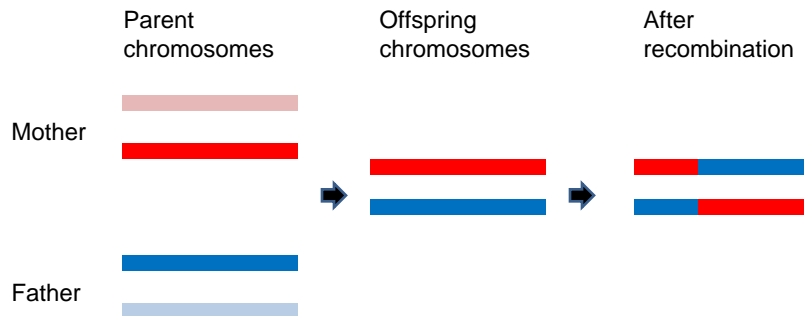 Parent
chromosomes
Offspring
chromosomes
After
recombination
Mother
Father